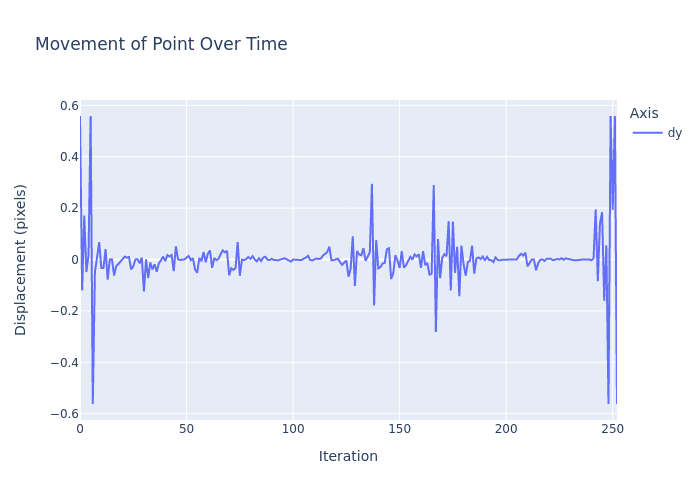 Movement of Point Over Time
Axis
dy
Displacement (pixels)
0.6
0.4
0.2
0
−0.2
−0.4
−0.6
0
50
100
150
200
250
Iteration